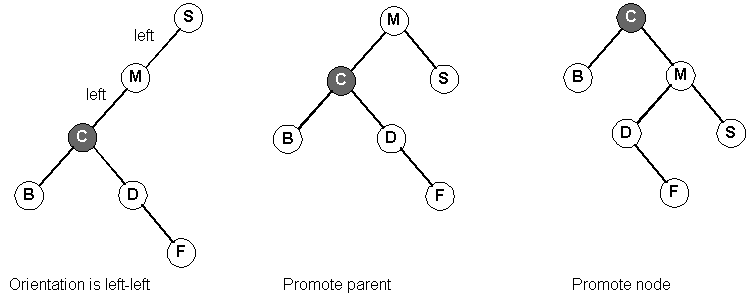 S
left
M
left
C
B
D
F
Orientation is left-left
M
C
S
B
D
F
Promote parent
C
B
M
D
S
F
Promote node